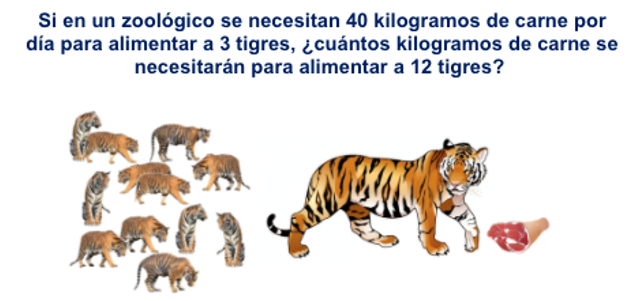 Si en un zoológico se necesitan 40 kilogramos de carne por
día para alimentar a 3 tigres, ¿cuántos kilogramos de carne se
necesitarán para alimentar a 12 tigres?